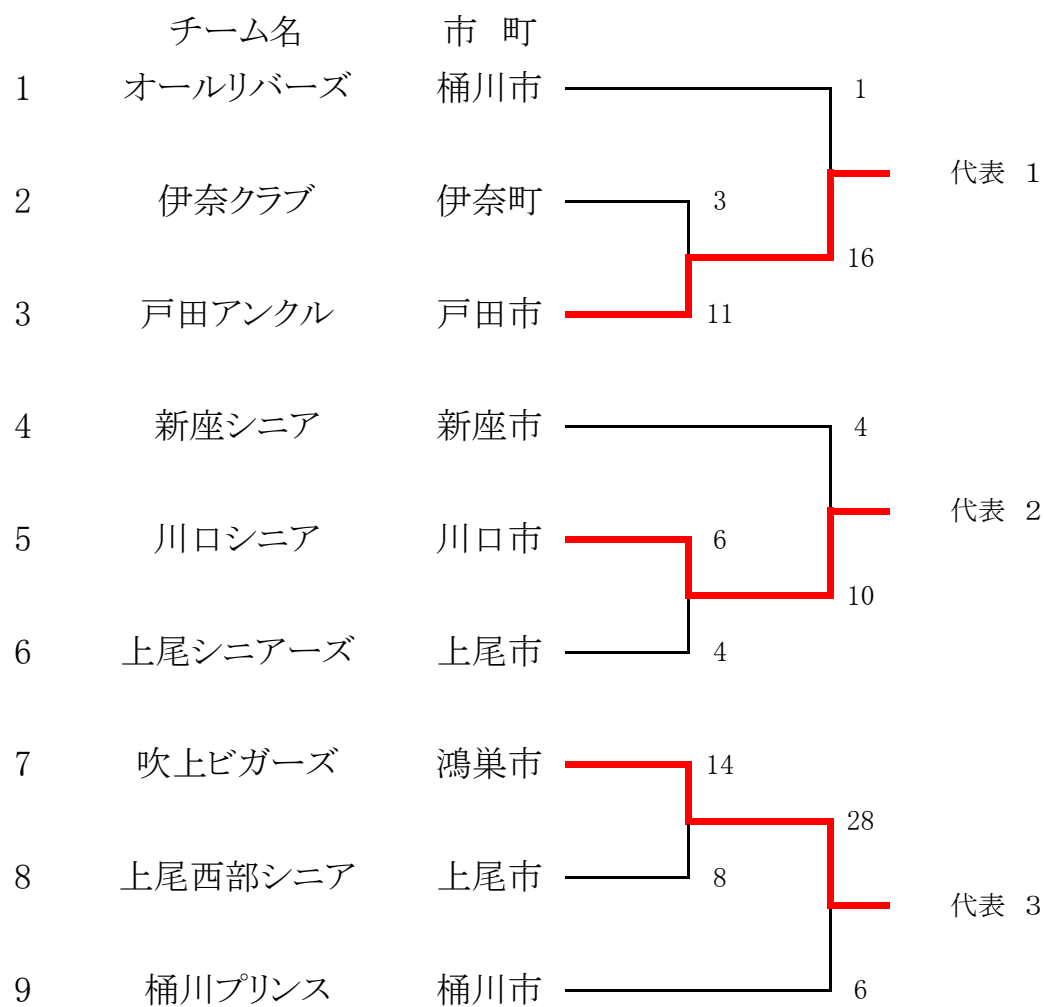 チーム名 市 町
1 オールリバーズ 桶川市 1
代表 1
2 伊奈クラブ 伊奈町 3
16
3 戸田アンクル 戸田市 11
4 新座シニア 新座市 4
代表 2
5 川口シニア 川口市 6
10
6 上尾シニアーズ 上尾市 4
7 吹上ビガーズ 鴻巣市 14
28
8 上尾西部シニア 上尾市 8
代表 3
9 桶川プリンス 桶川市 6